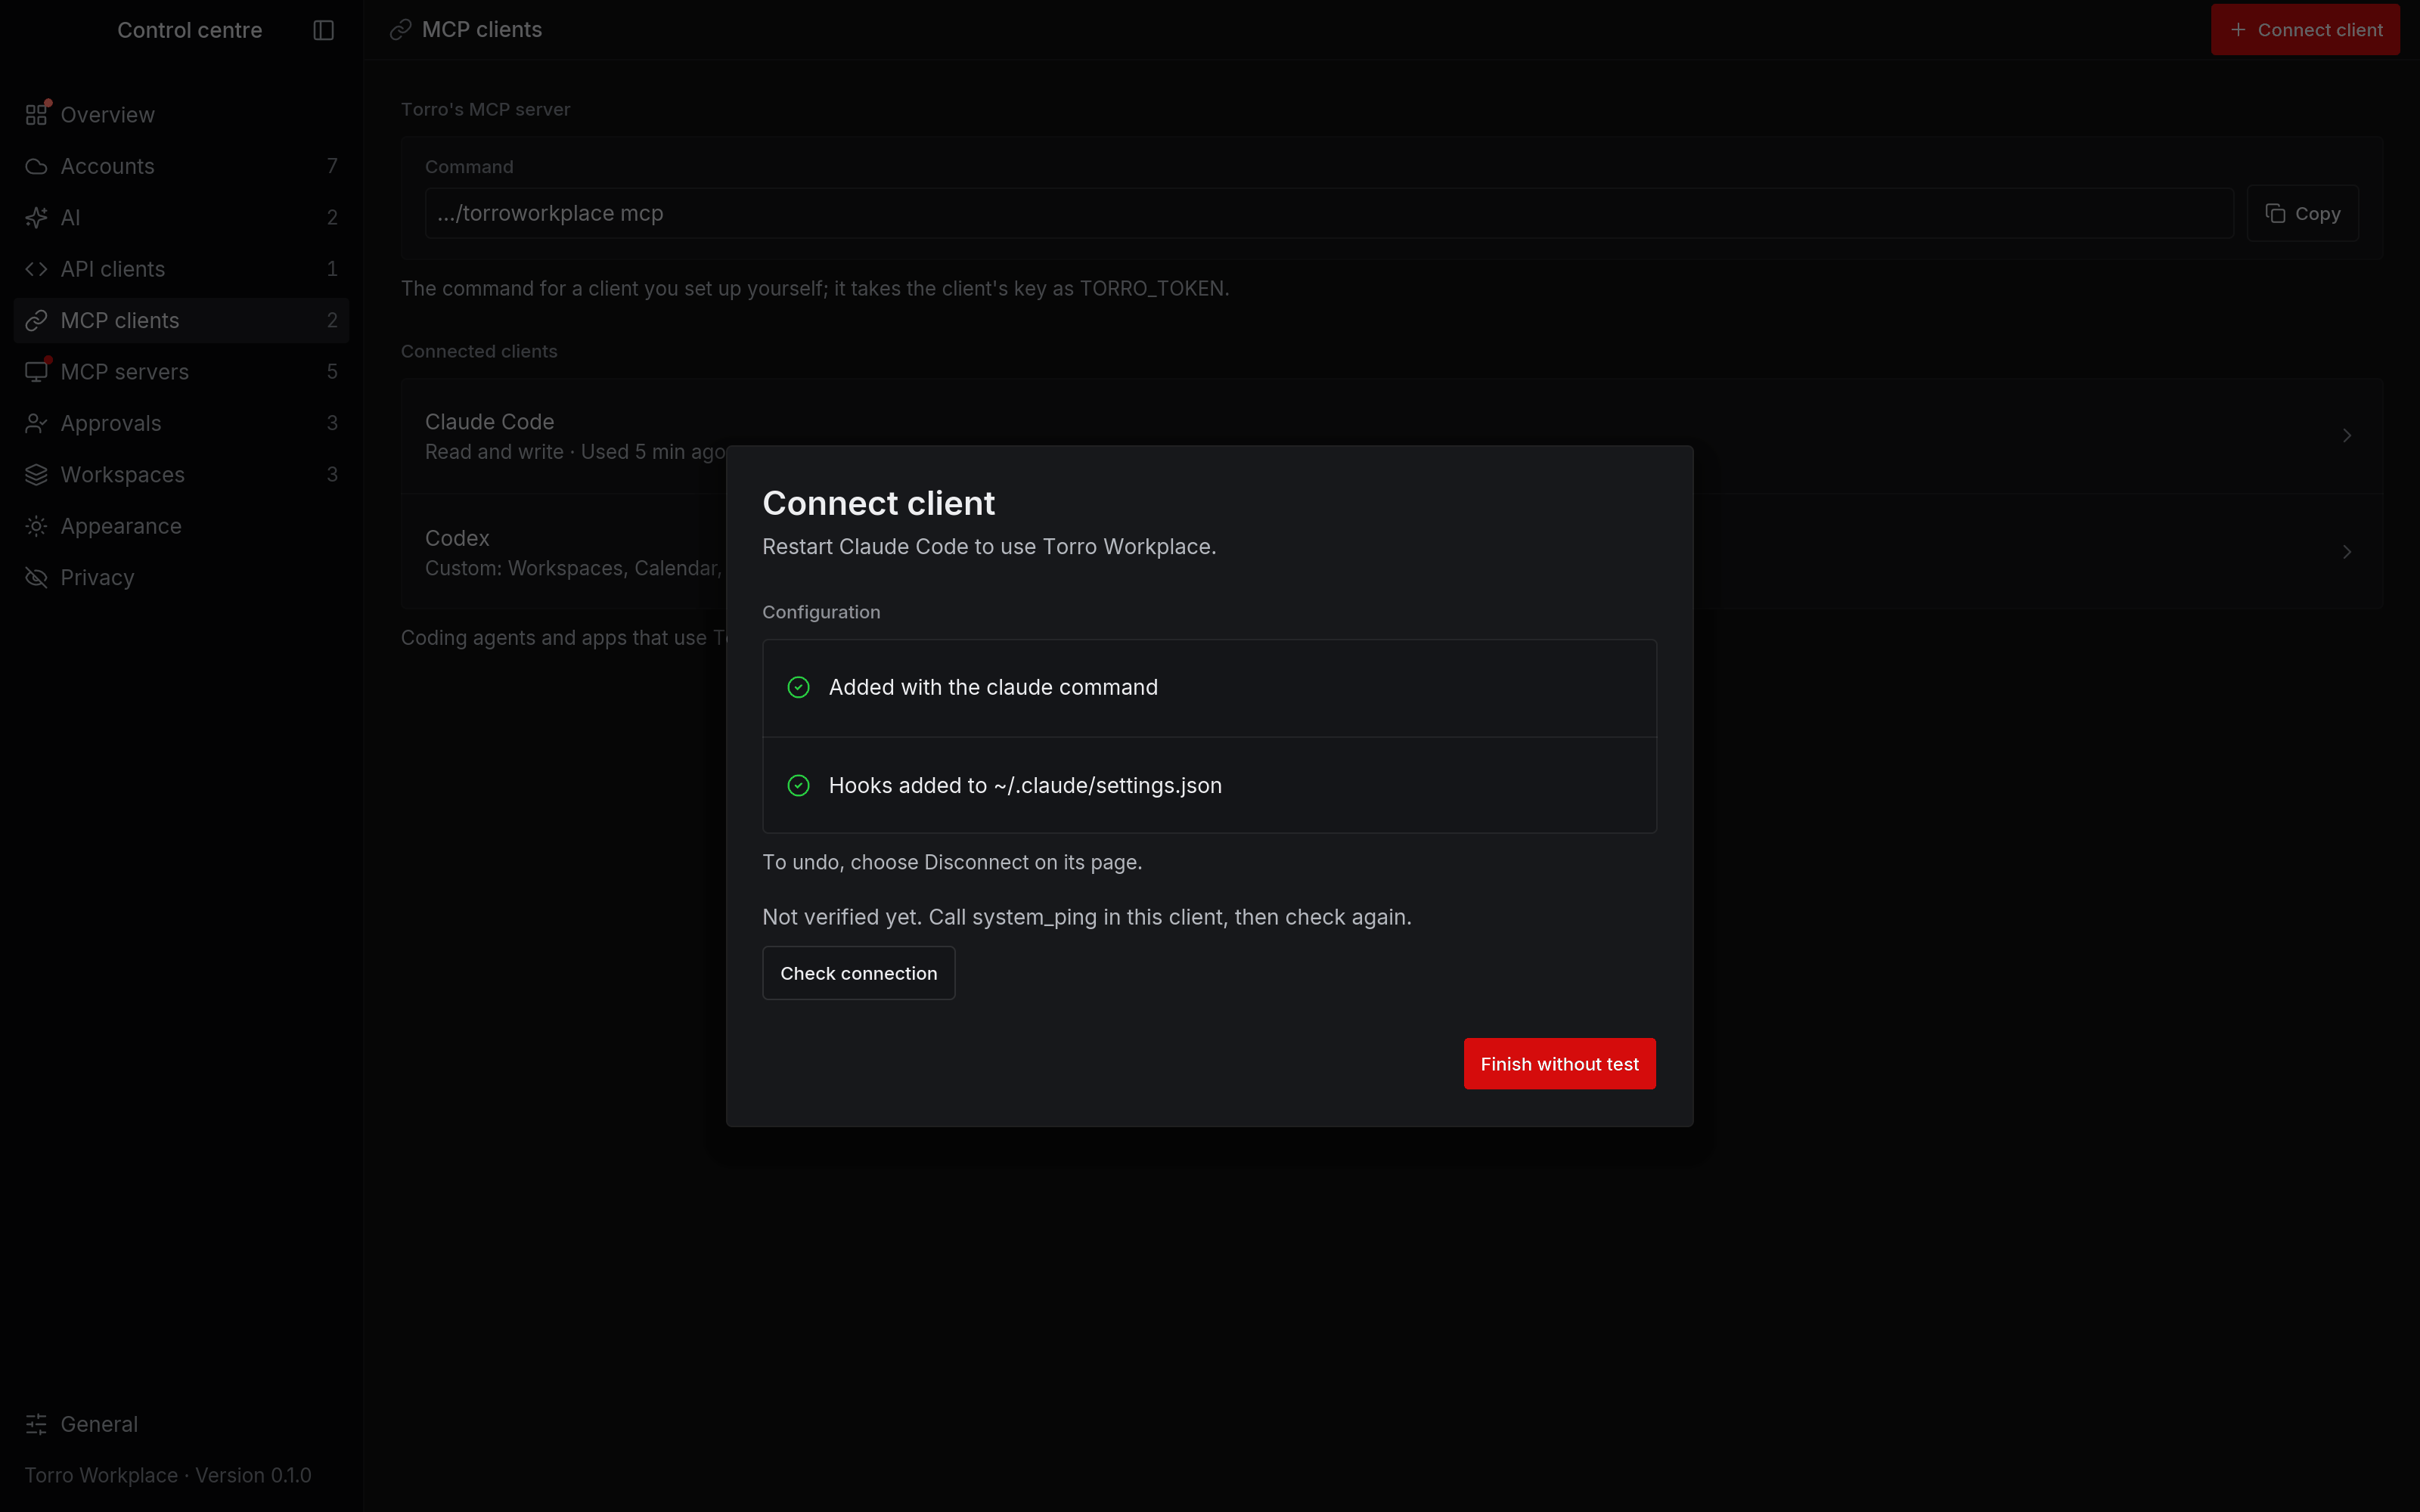 Control centre
MCP clients
Connect client
Overview
Accounts 7
AI 2
API clients 1
MCP clients 2
MCP servers 5
Approvals 3
Workspaces 3
Appearance
Privacy
General
Torro Workplace · Version 0.1.0
Torro's MCP server
Command
.../torroworkplace mcp
Copy
The command for a client you set up yourself; it takes the client's key as TORRO_TOKEN.
Connected clients
Claude Code
Read and write · Used 5 min ago
Codex
Custom: Workspaces, Calendar,
Coding agents and apps that use
Connect client
Restart Claude Code to use Torro Workplace.
Configuration
Added with the claude command
Hooks added to ~/.claude/settings.json
To undo, choose Disconnect on its page.
Not verified yet. Call system_ping in this client, then check again.
Check connection
Finish without test